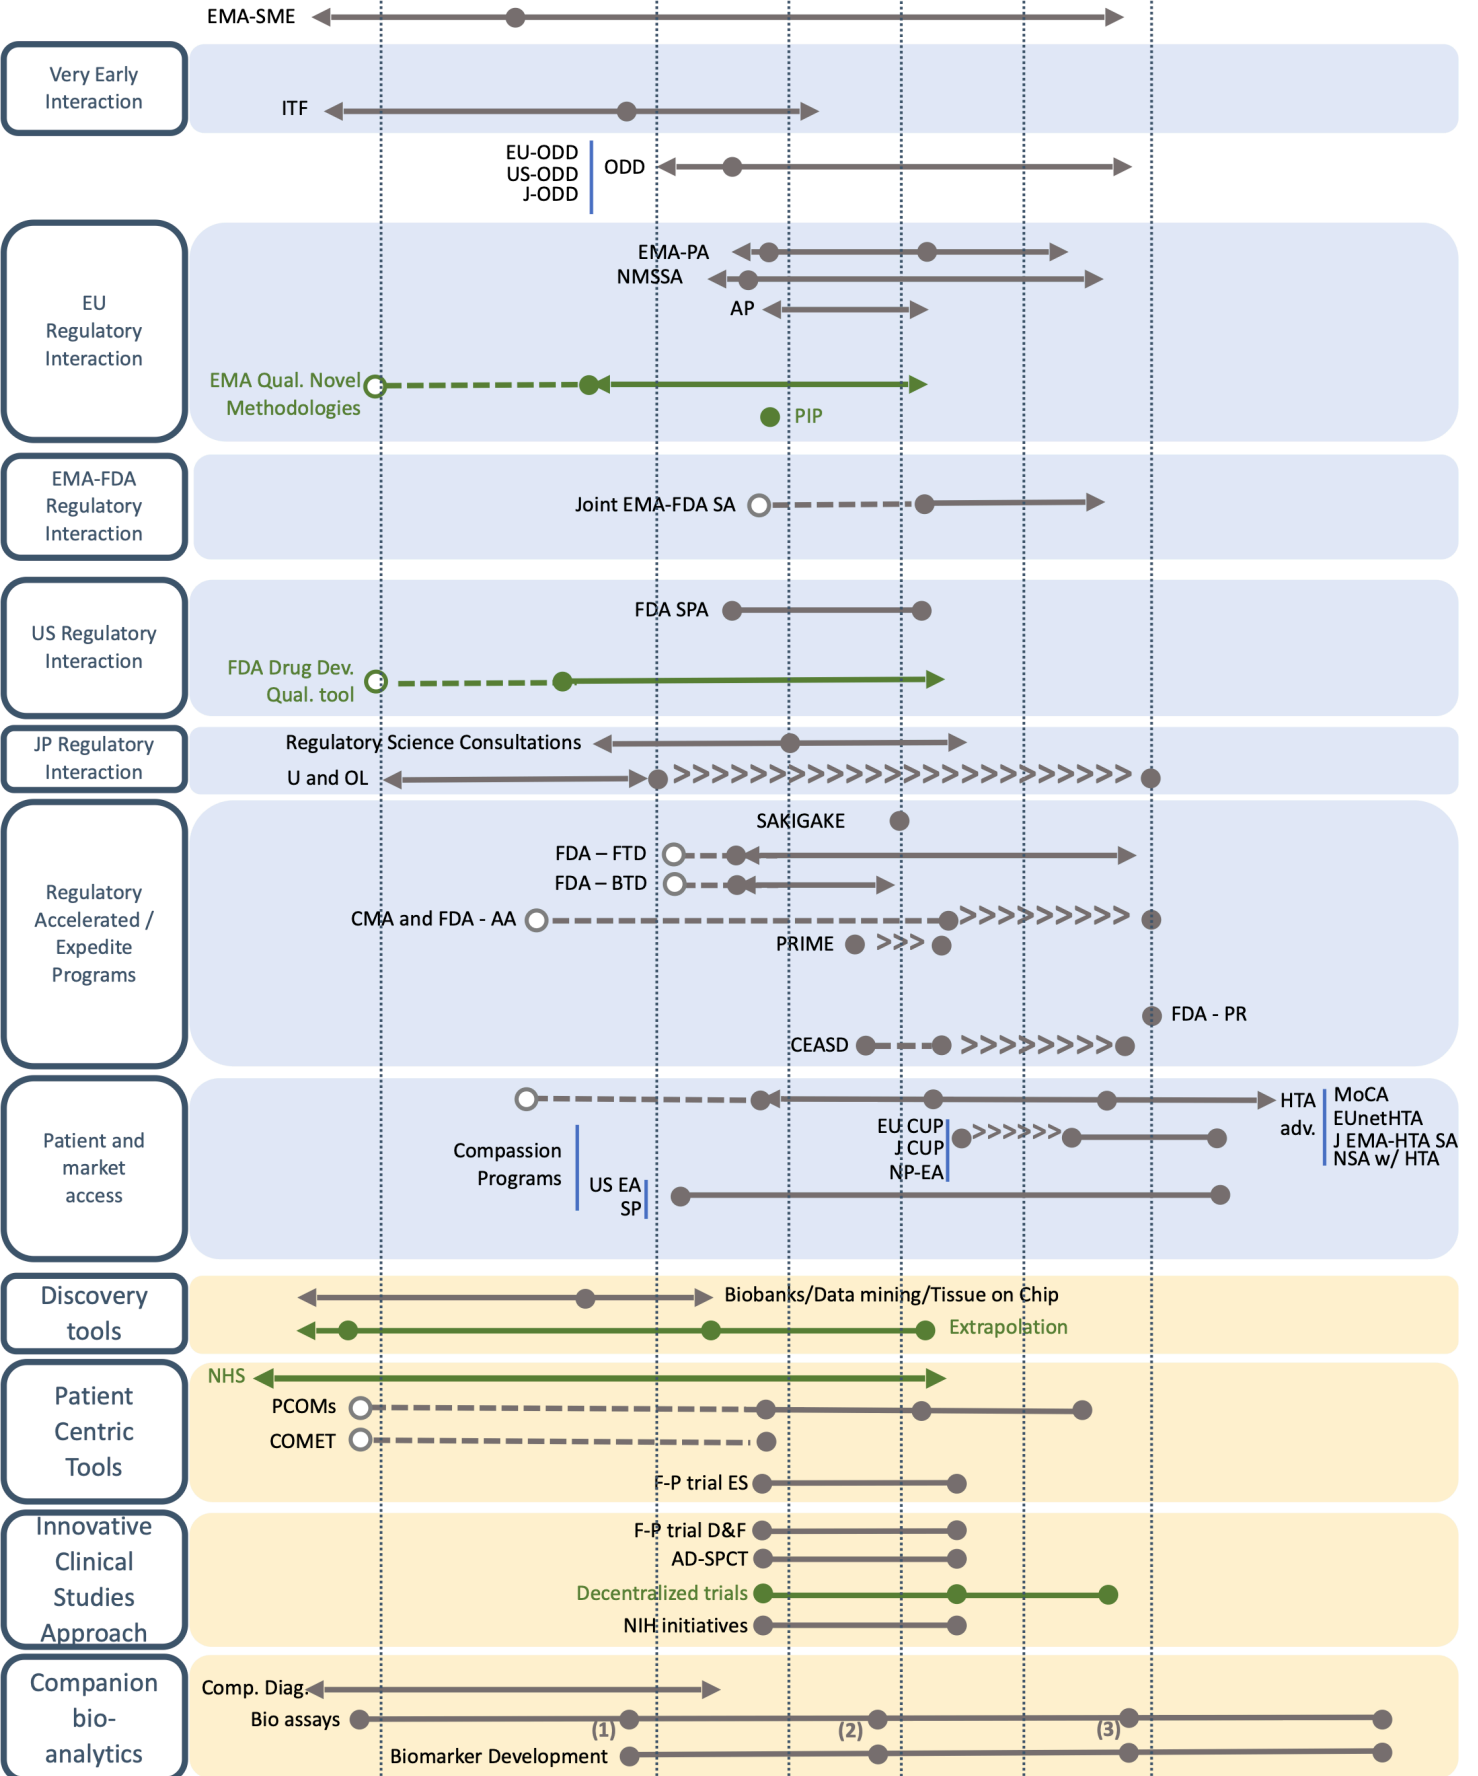 EMA-SME
Very Early
Interaction
ITF
EU-ODD
US-ODD
J-ODD
ODD
EU
Regulatory
Interaction
EMA-PA
NMSSA
AP
EMA Qual. Novel
Methodologies
PIP
EMA-FDA
Regulatory
Interaction
Joint EMA-FDA SA
US Regulatory
Interaction
FDA SPA
FDA Drug Dev.
Qual. tool
JP Regulatory
Interaction
Regulatory Science Consultations
U and OL
>>>>>>>>>>>>>>>>>>>>>>>>
Regulatory
Accelerated /
Expedite
Programs
SAKIGAKE
FDA – FTD
FDA – BTD
CMA and FDA - AA
>>>>>>>>>
PRIME
>>>
FDA - PR
CEASD
>>>>>>>>
Patient and
market
access
HTA
adv.
MoCA
EUnetHTA
J EMA-HTA SA
NSA w/ HTA
Compassion
Programs
EU CUP
J CUP
NP-EA
>>>>>>
US EA
SP
Discovery
tools
Biobanks/Data mining/Tissue on Chip
Extrapolation
Patient
Centric
Tools
NHS
PCOMs
COMET
F-P trial ES
Innovative
Clinical
Studies
Approach
F-P trial D&F
AD-SPCT
Decentralized trials
NIH initiatives
Companion
bio-
analytics
Comp. Diag.
Bio assays
(1)
(2)
(3)
Biomarker Development